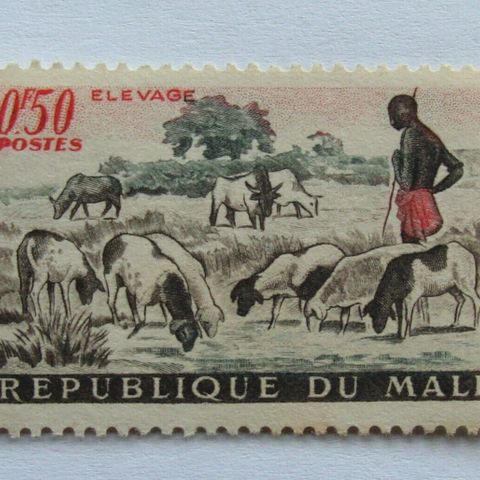 0F50 ELEVAGE
POSTES
REPUBLIQUE DU MALI